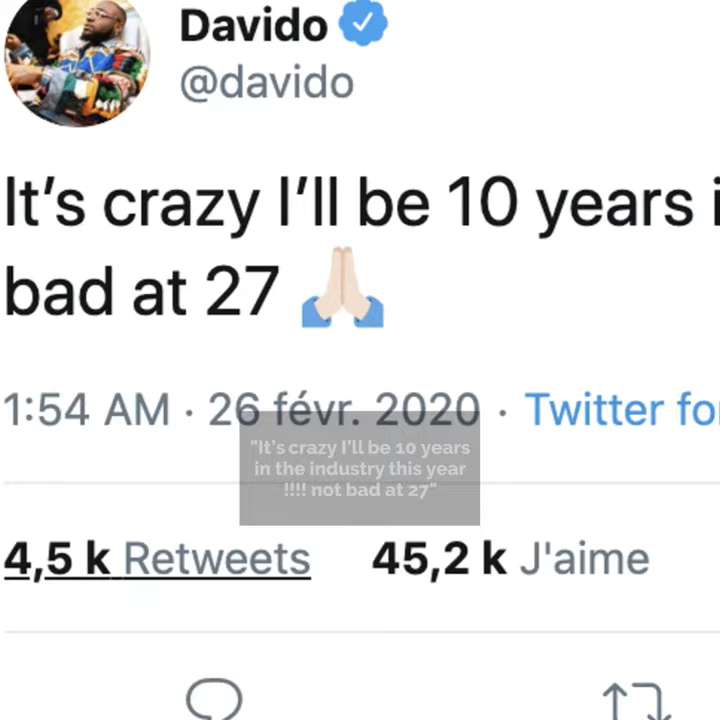 Davido
@davido
It's crazy I'll be 10 years
bad at 27 🙏🏻
1:54 AM · 26 févr. 2020 · Twitter fo
"It's crazy I'll be 10 years
in the industry this year
!!!! not bad at 27"
4,5 k Retweets 45,2 k J'aime